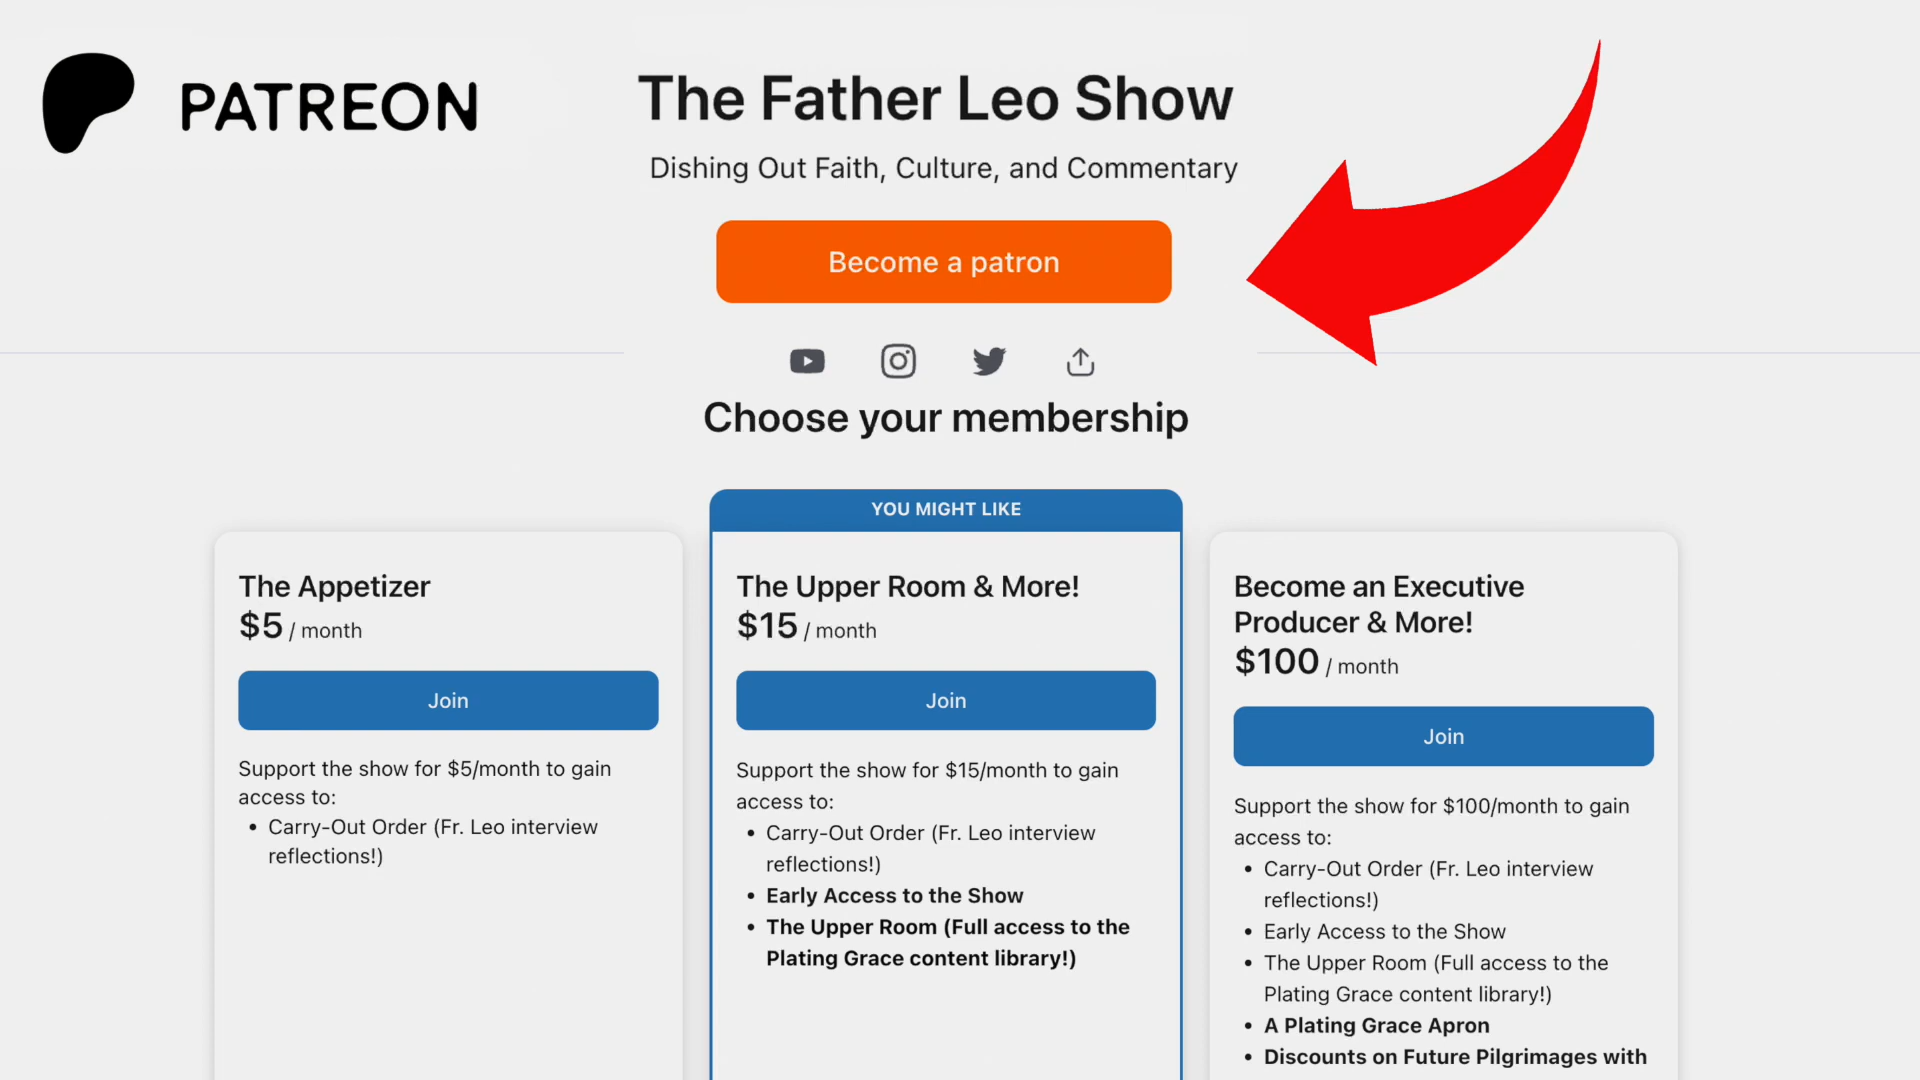 PATREON
The Father Leo Show
Dishing Out Faith, Culture, and Commentary
Become a patron
Choose your membership
The Appetizer
$5 / month
Join
Support the show for $5/month to gain
access to:
• Carry-Out Order (Fr. Leo interview
reflections!)
YOU MIGHT LIKE
The Upper Room & More!
$15 / month
Join
Support the show for $15/month to gain
access to:
• Carry-Out Order (Fr. Leo interview
reflections!)
• Early Access to the Show
• The Upper Room (Full access to the
Plating Grace content library!)
Become an Executive
Producer & More!
$100 / month
Join
Support the show for $100/month to gain
access to:
• Carry-Out Order (Fr. Leo interview
reflections!)
• Early Access to the Show
• The Upper Room (Full access to the
Plating Grace content library!)
• A Plating Grace Apron
• Discounts on Future Pilgrimages with